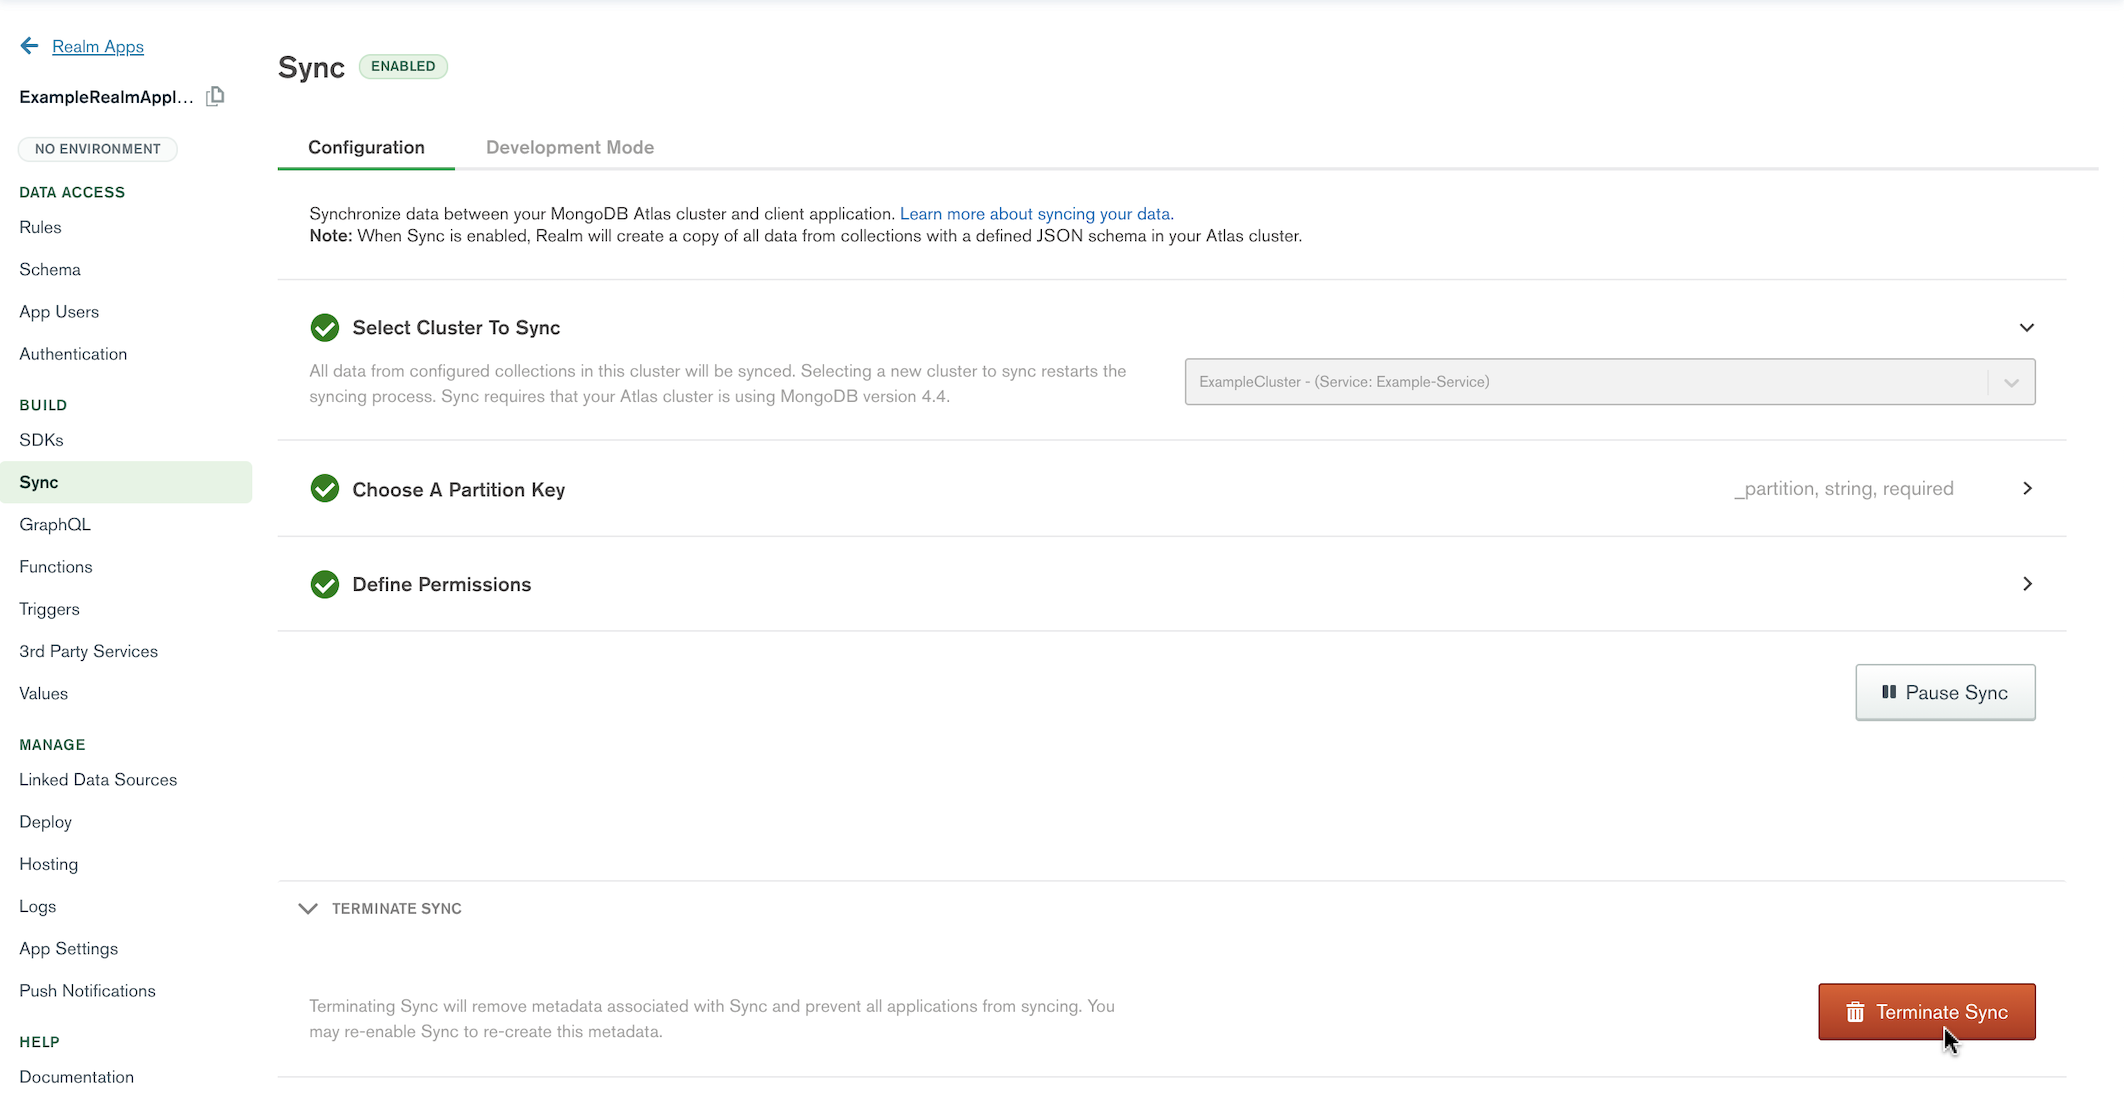 Realm Apps
ExampleRealmAppl...
NO ENVIRONMENT
DATA ACCESS
Rules
Schema
App Users
Authentication
BUILD
SDKs
Sync
GraphQL
Functions
Triggers
3rd Party Services
Values
MANAGE
Linked Data Sources
Deploy
Hosting
Logs
App Settings
Push Notifications
HELP
Documentation
Sync ENABLED
Configuration Development Mode
Synchronize data between your MongoDB Atlas cluster and client application. Learn more about syncing your data.
Note: When Sync is enabled, Realm will create a copy of all data from collections with a defined JSON schema in your Atlas cluster.
Select Cluster To Sync
All data from configured collections in this cluster will be synced. Selecting a new cluster to sync restarts the
syncing process. Sync requires that your Atlas cluster is using MongoDB version 4.4.
ExampleCluster - (Service: Example-Service)
Choose A Partition Key
_partition, string, required
Define Permissions
Pause Sync
TERMINATE SYNC
Terminating Sync will remove metadata associated with Sync and prevent all applications from syncing. You
may re-enable Sync to re-create this metadata.
Terminate Sync